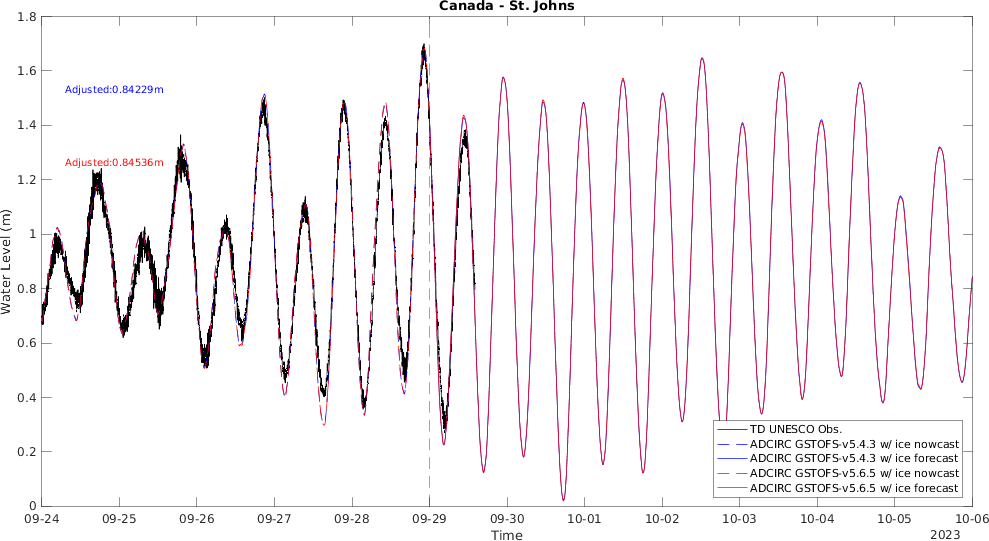 Canada - St. Johns
1.8
1.6
1.4
1.2
1
0.8
0.6
0.4
0.2
0
Water Level (m)
Adjusted:0.84229m
Adjusted:0.84536m
TD UNESCO Obs.
ADCIRC GSTOFS-v5.4.3 w/ ice nowcast
ADCIRC GSTOFS-v5.4.3 w/ ice forecast
ADCIRC GSTOFS-v5.6.5 w/ ice nowcast
ADCIRC GSTOFS-v5.6.5 w/ ice forecast
09-24 09-25 09-26 09-27 09-28 09-29 09-30 10-01 10-02 10-03 10-04 10-05 10-06
Time
2023